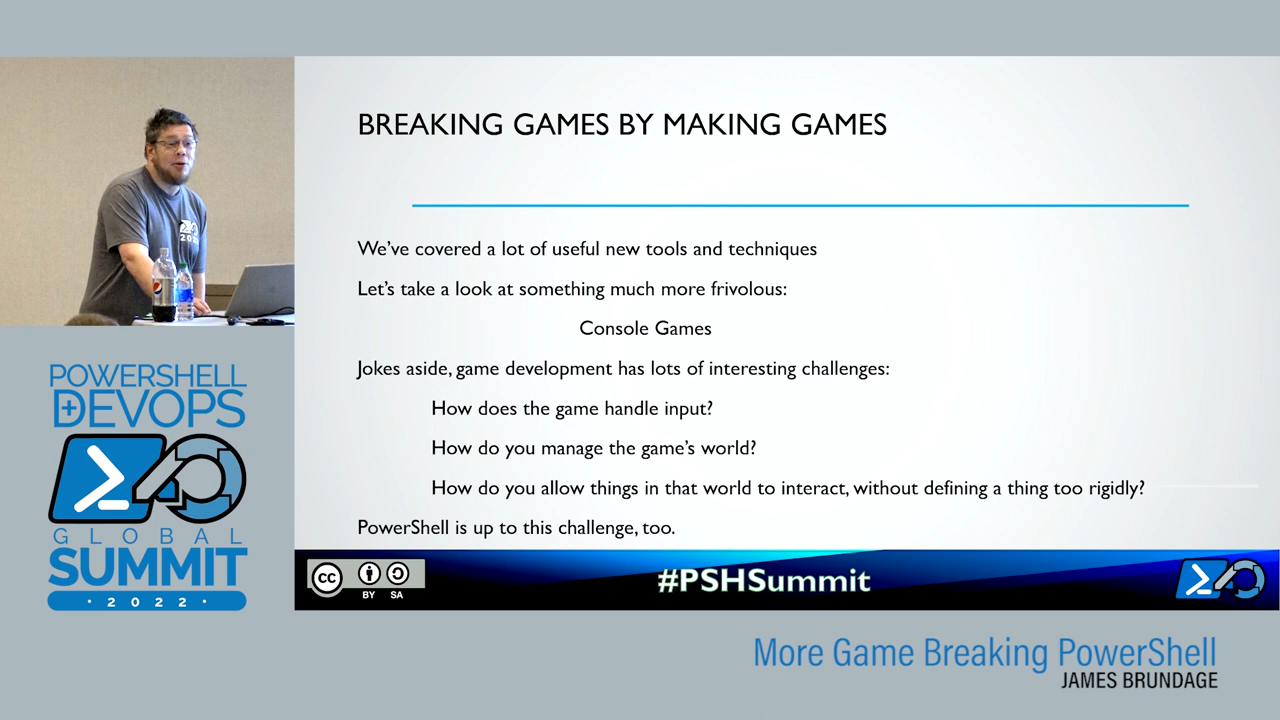 BREAKING GAMES BY MAKING GAMES
We've covered a lot of useful new tools and techniques
Let's take a look at something much more frivolous:
Console Games
Jokes aside, game development has lots of interesting challenges:
How does the game handle input?
How do you manage the game's world?
How do you allow things in that world to interact, without defining a thing too rigidly?
PowerShell is up to this challenge, too.
cc
BY SA
#PSHSummit
POWERSHELL
DEVOPS
GLOBAL
SUMMIT
· 2022 ·
More Game Breaking PowerShell
JAMES BRUNDAGE